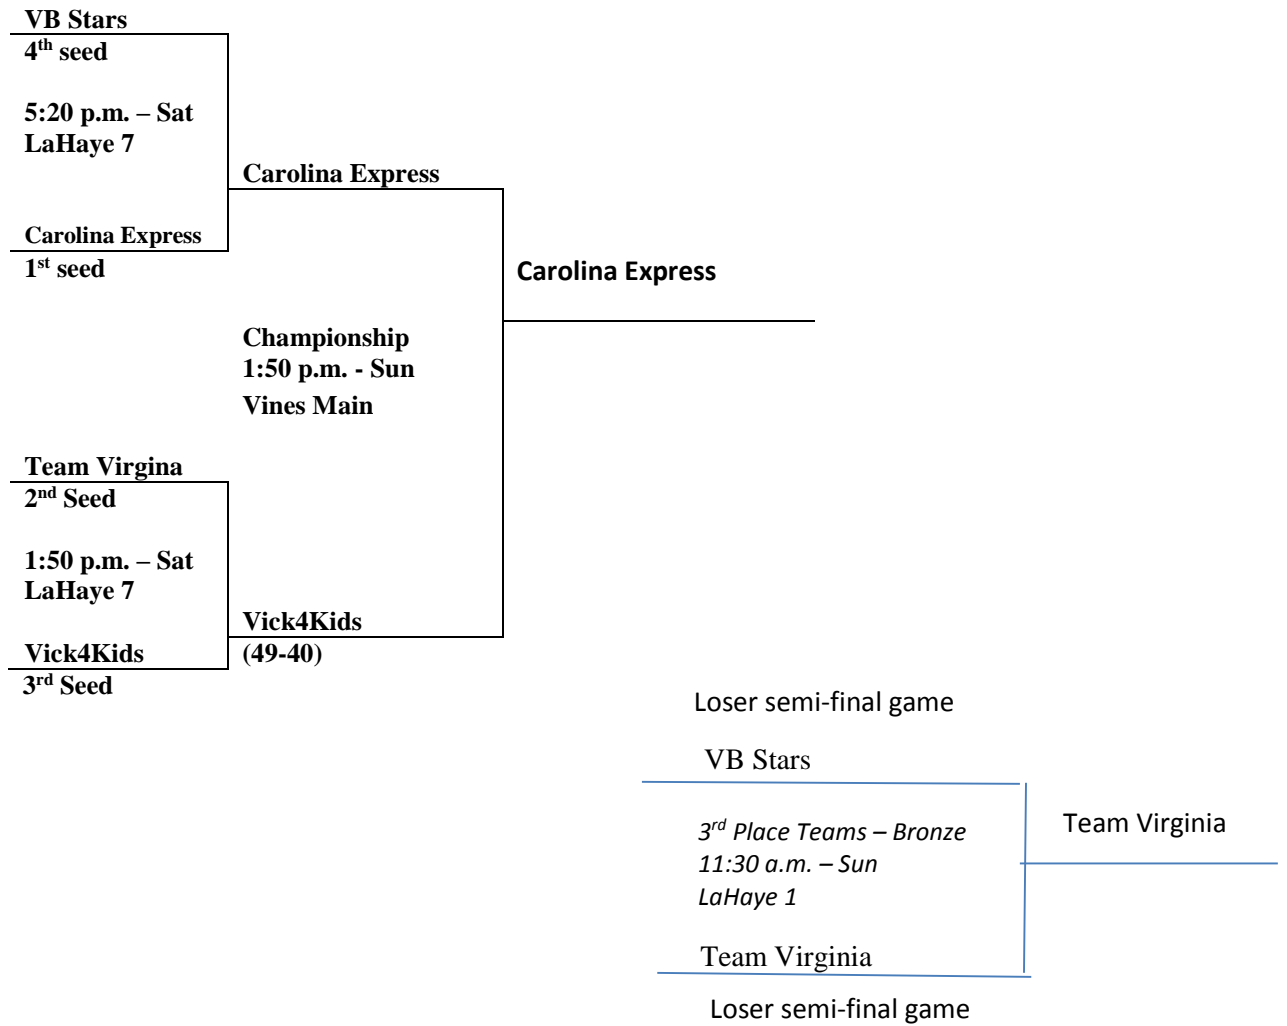 VB Stars
4th seed
5:20 p.m. – Sat
LaHaye 7
Carolina Express
Carolina Express
1st seed
Carolina Express
Championship
1:50 p.m. - Sun
Vines Main
Team Virgina
2nd Seed
1:50 p.m. – Sat
LaHaye 7
Vick4Kids
Vick4Kids
(49-40)
3rd Seed
Loser semi-final game
VB Stars
3rd Place Teams – Bronze
11:30 a.m. – Sun
LaHaye 1
Team Virginia
Team Virginia
Loser semi-final game